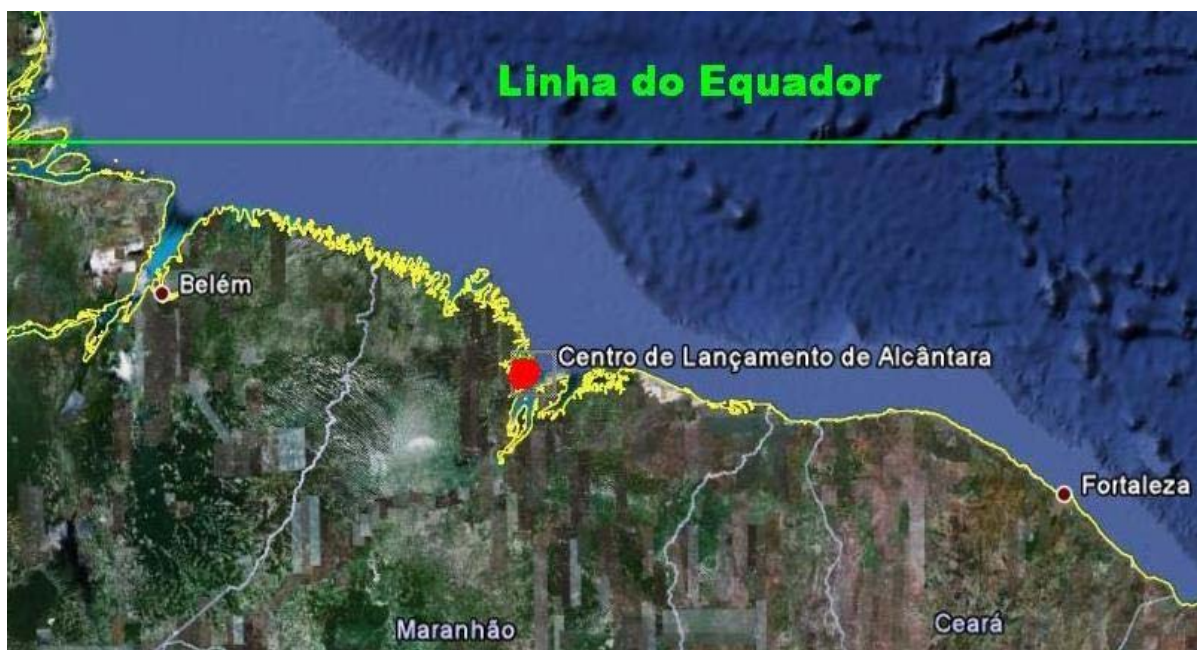 Linha do Equador
Belém
Centro de Lançamento de Alcântara
Fortaleza
Maranhão
Ceará